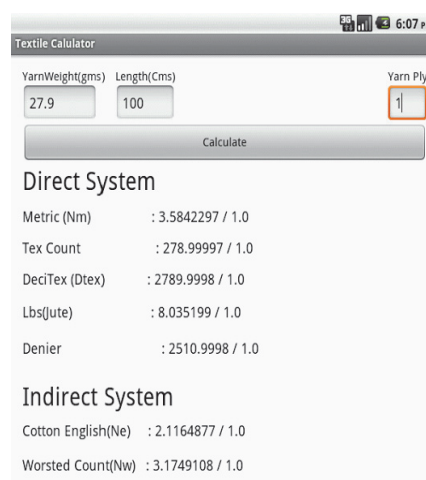 3G 6:07 P
Textile Calulator
YarnWeight(gms) Length(Cms) Yarn Ply
27.9 100 1
Calculate
Direct System
Metric (Nm) : 3.5842297 / 1.0
Tex Count : 278.99997 / 1.0
DeciTex (Dtex) : 2789.9998 / 1.0
Lbs(Jute) : 8.035199 / 1.0
Denier : 2510.9998 / 1.0
Indirect System
Cotton English(Ne) : 2.1164877 / 1.0
Worsted Count(Nw) : 3.1749108 / 1.0